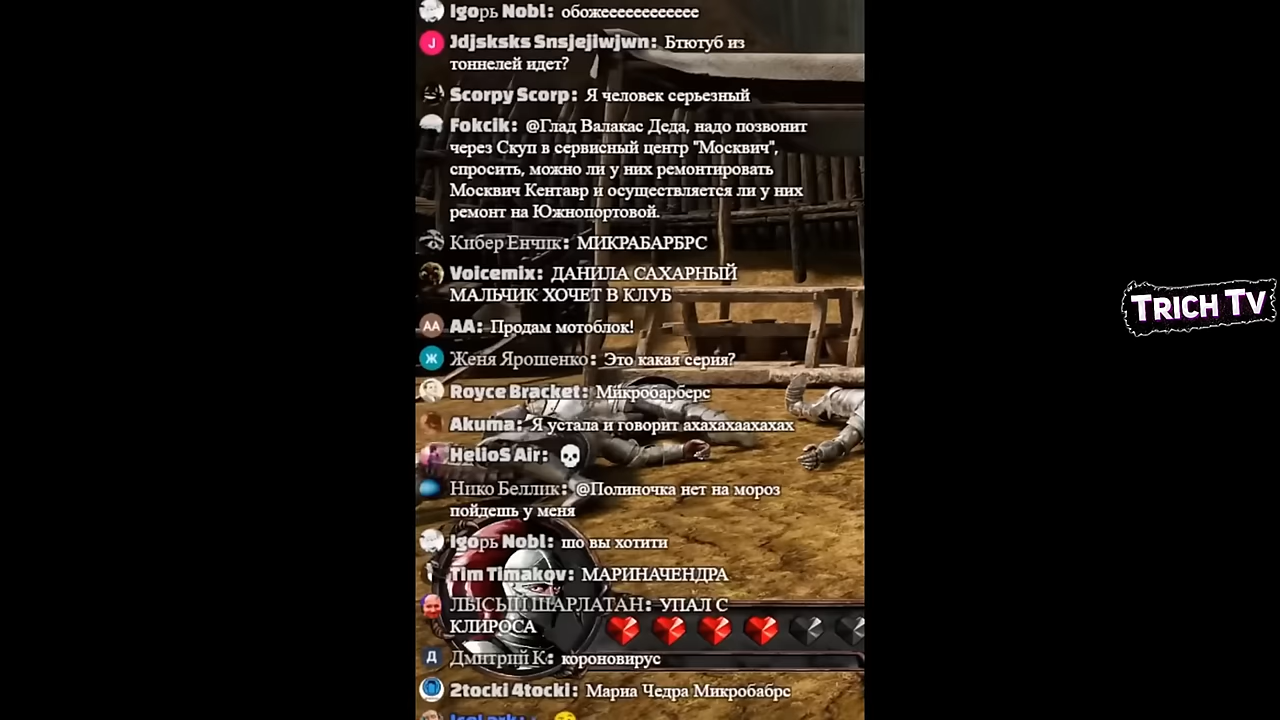 Igорь Nobl: обожееееееееееее
Jdjsksks Snsjejiwjwn: Бтютуб из
тоннелей идет?
Scorpy Scorp: Я человек серьезный
Fokcik: @Глад Валакас Деда, надо позвонит
через Скуп в сервисный центр "Москвич",
спросить, можно ли у них ремонтировать
Москвич Кентавр и осуществляется ли у них
ремонт на Южнопортовой.
Кибер Енчик: МИКРАБАРБРС
Voicemix: ДАНИЛА САХАРНЫЙ
МАЛЬЧИК ХОЧЕТ В КЛУБ
AA: Продам мотоблок!
Женя Ярошенко: Это какая серия?
Royce Bracket: Микробарберс
Akuma: Я устала и говорит ахахахаахахах
HelioS Air: 💀
Нико Беллик: @Полиночка нет на мороз
пойдешь у меня
Igорь Nobl: шо вы хотити
Tim Timakov: МАРИНАЧЕНДРА
ЛЫСЫЙ ШАРЛАТАН: УПАЛ С
КЛИРОСА
Дмитрий К: короновирус
2tocki 4tocki: Мариа Чедра Микробабрс
TRICH TV